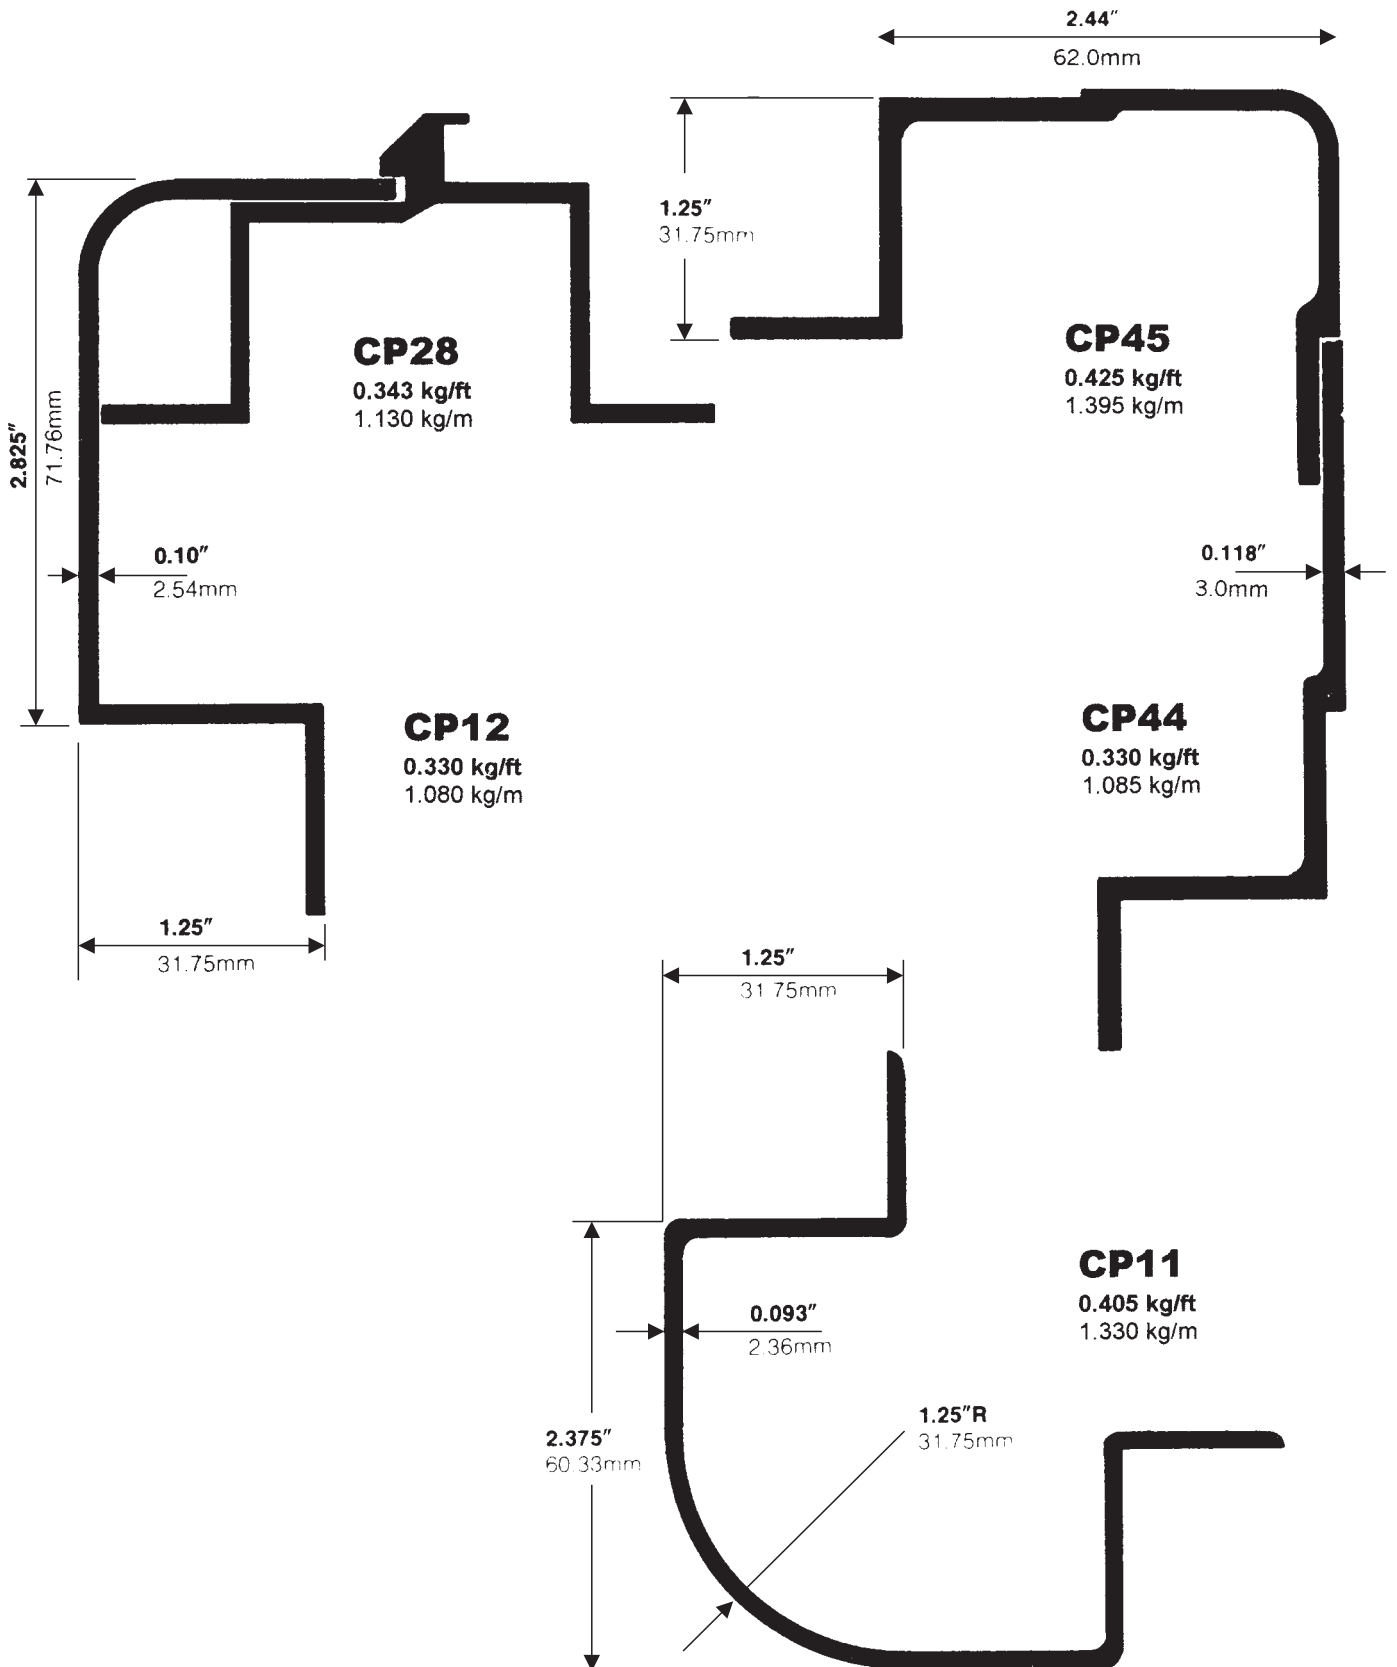 2.44"
62.0mm
1.25"
31.75mm
CP28
0.343 kg/ft
1.130 kg/m
CP45
0.425 kg/ft
1.395 kg/m
2.825"
71.76mm
0.10"
2.54mm
0.118"
3.0mm
CP12
0.330 kg/ft
1.080 kg/m
CP44
0.330 kg/ft
1.085 kg/m
1.25"
31.75mm
1.25"
31.75mm
CP11
0.405 kg/ft
1.330 kg/m
0.093"
2.36mm
1.25"R
31.75mm
2.375"
60.33mm